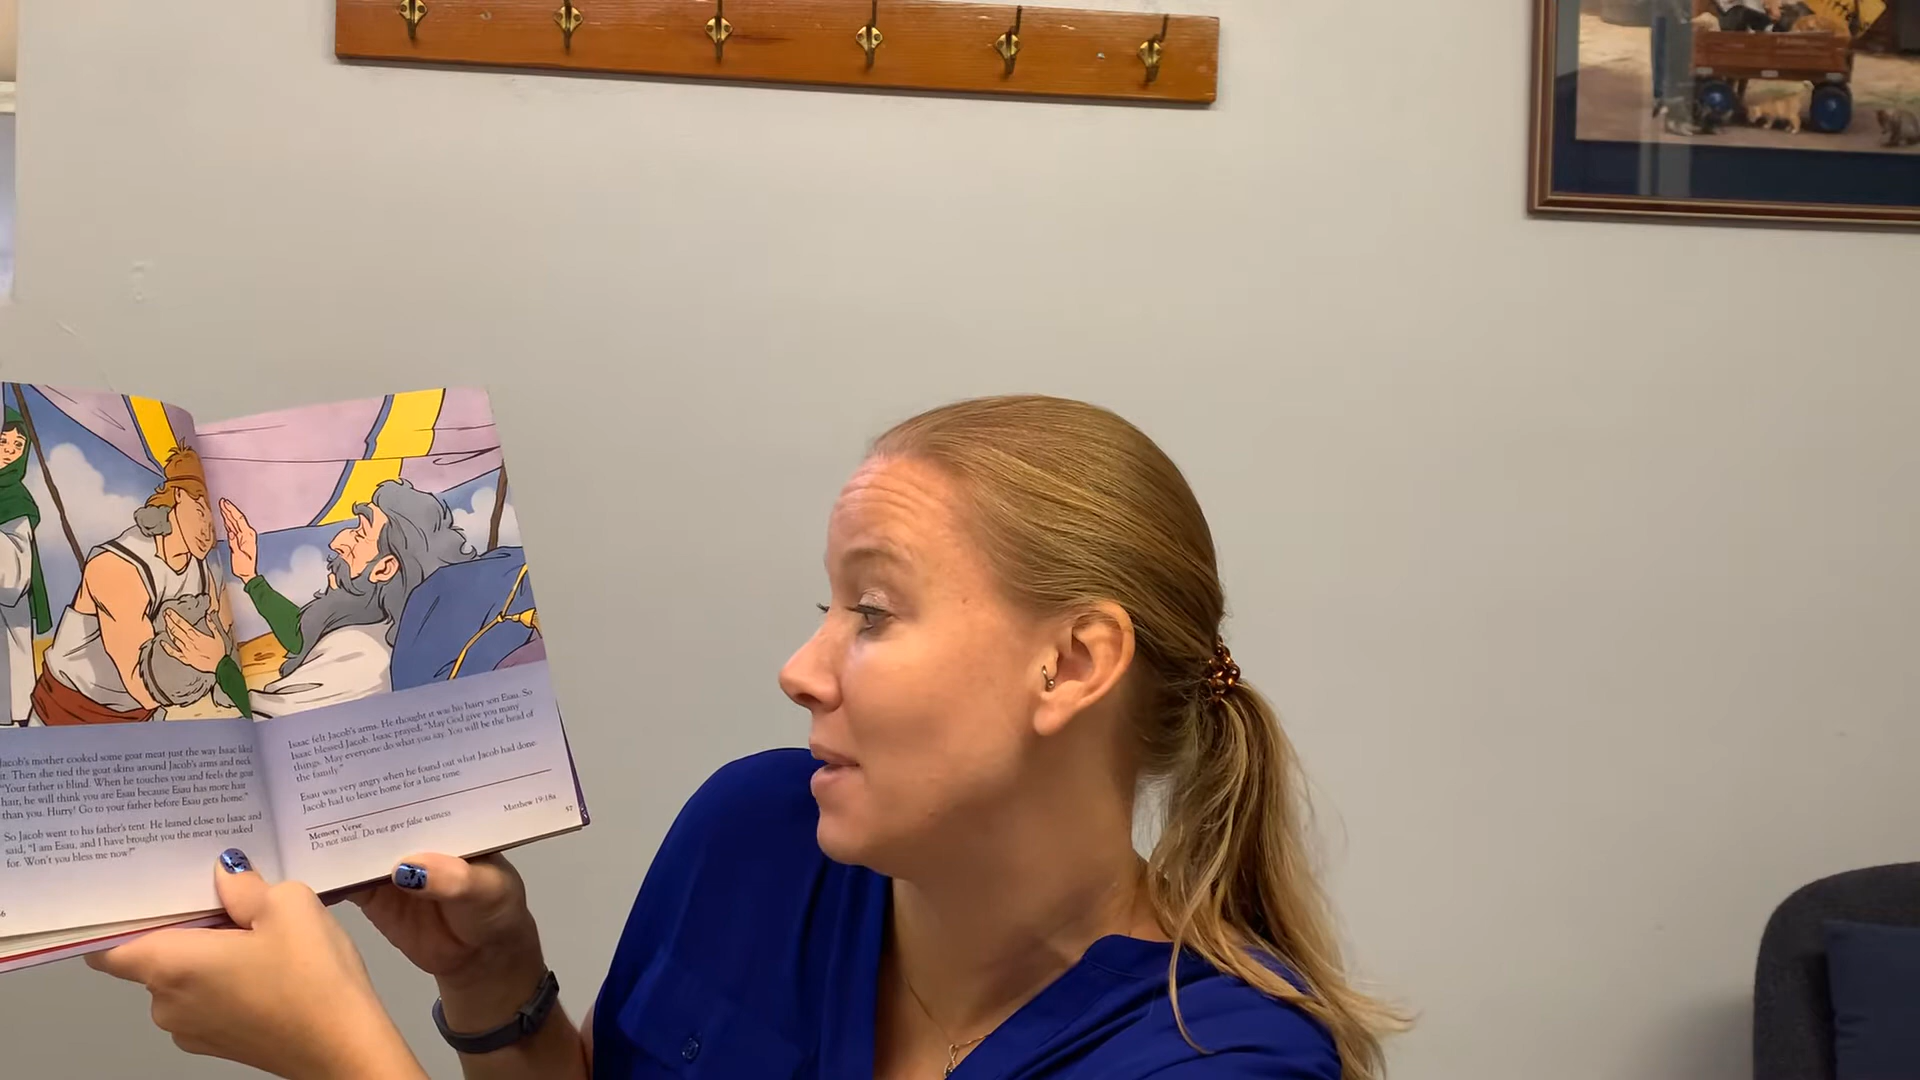 Jacob's mother cooked some goat meat just the way Isaac liked
it. Then she tied the goat skins around Jacob's arms and neck.
"Your father is blind. When he touches you and feels the goat
hair, he will think you are Esau because Esau has more hair
than you. Hurry! Go to your father before Esau gets home."
So Jacob went to his father's tent. He leaned close to Isaac and
said, "I am Esau, and I have brought you the meat you asked
for. Won't you bless me now?"
6
Isaac felt Jacob's arms. He thought it was his hairy son Esau. So
Isaac blessed Jacob. Isaac prayed, "May God give you many
things. May everyone do what you say. You will be the head of
the family."
Esau was very angry when he found out what Jacob had done.
Jacob had to leave home for a long time.
Memory Verse
Do not steal. Do not give false witness.
Matthew 19:18a
57